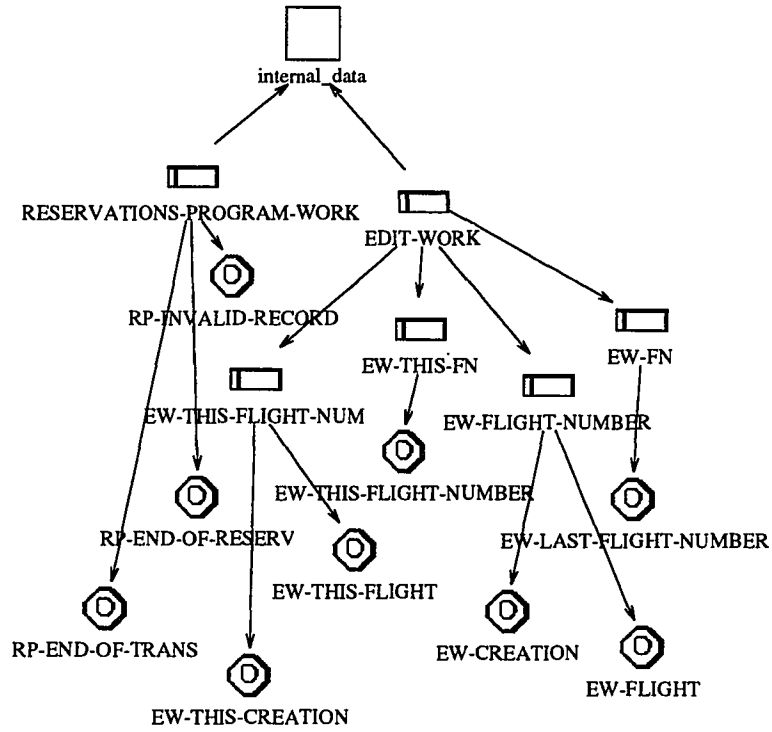 internal_data
RESERVATIONS-PROGRAM-WORK
EDIT-WORK
D
RP-INVALID-RECORD
EW-THIS-FN
EW-FN
EW-THIS-FLIGHT-NUM
EW-FLIGHT-NUMBER
D
EW-THIS-FLIGHT-NUMBER
D
RP-END-OF-RESERV
D
EW-LAST-FLIGHT-NUMBER
D
EW-THIS-FLIGHT
D
RP-END-OF-TRANS
D
EW-CREATION
D
EW-FLIGHT
D
EW-THIS-CREATION